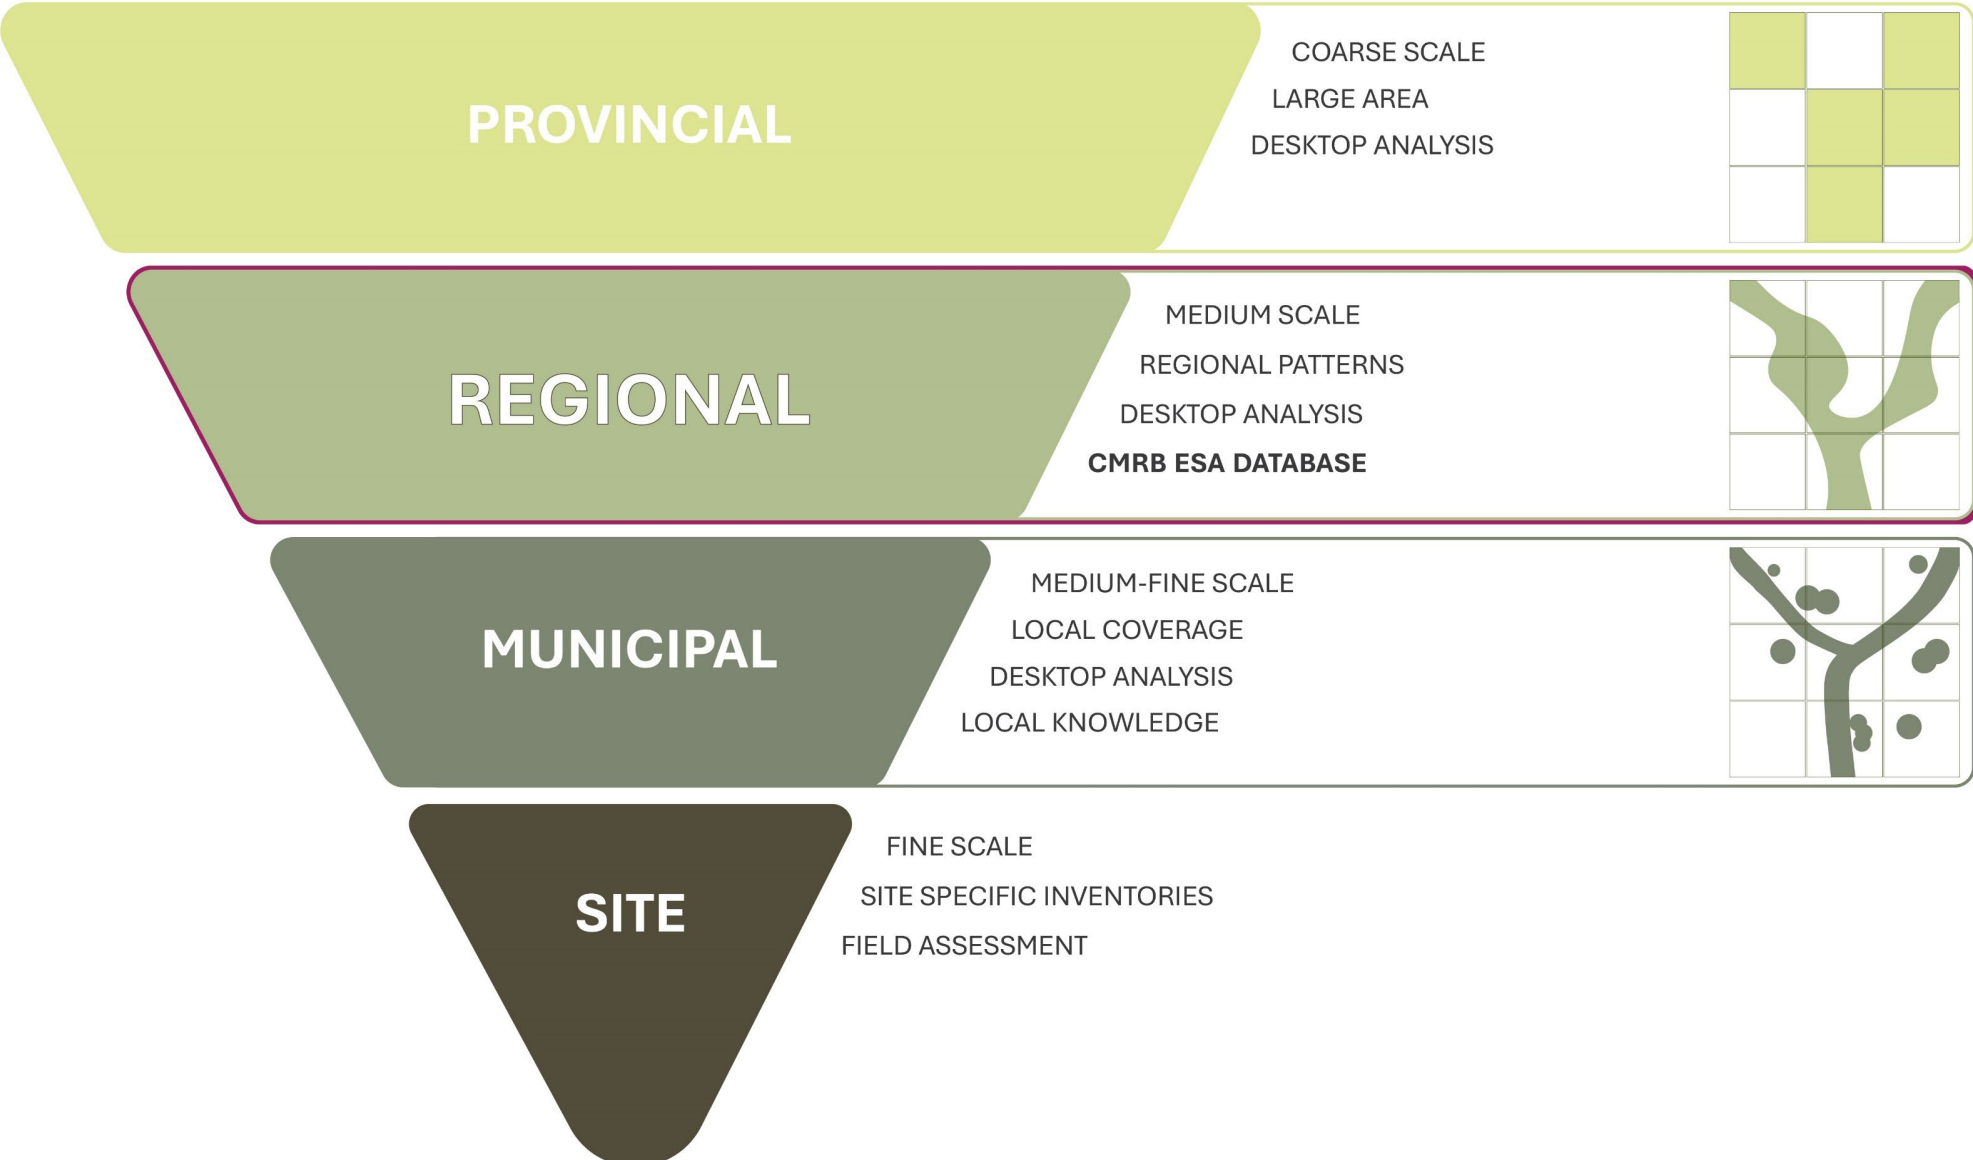 PROVINCIAL
COARSE SCALE
LARGE AREA
DESKTOP ANALYSIS
REGIONAL
MEDIUM SCALE
REGIONAL PATTERNS
DESKTOP ANALYSIS
CMRB ESA DATABASE
MUNICIPAL
MEDIUM-FINE SCALE
LOCAL COVERAGE
DESKTOP ANALYSIS
LOCAL KNOWLEDGE
SITE
FINE SCALE
SITE SPECIFIC INVENTORIES
FIELD ASSESSMENT